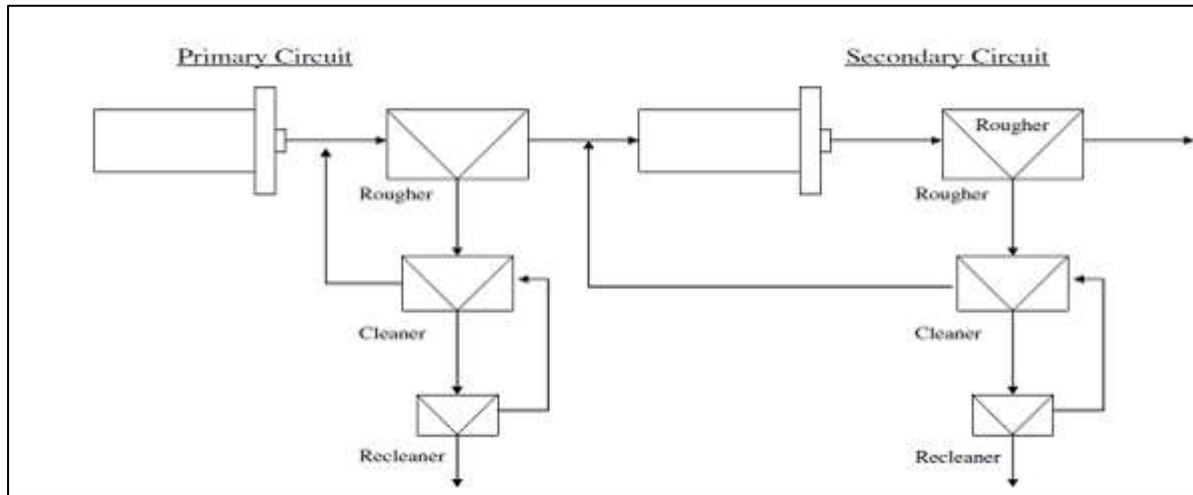 Primary Circuit
Secondary Circuit
Rougher
Rougher
Rougher
Cleaner
Cleaner
Recleaner
Recleaner